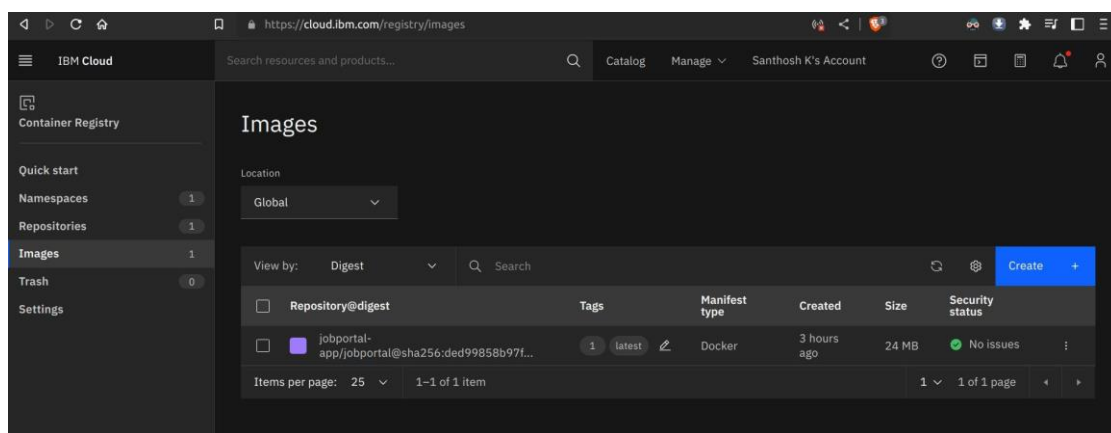 https://cloud.ibm.com/registry/images
IBM Cloud
Search resources and products...
Catalog
Manage
Santhosh K's Account
Container Registry
Quick start
Namespaces 1
Repositories 1
Images 1
Trash 0
Settings
Images
Location
Global
View by: Digest
Search
Create +
Repository@digest
Tags
Manifest
type
Created
Size
Security
status
jobportal-
app/jobportal@sha256:ded99858b97f...
1 latest
Docker
3 hours
ago
24 MB
No issues
Items per page: 25
1–1 of 1 item
1
1 of 1 page